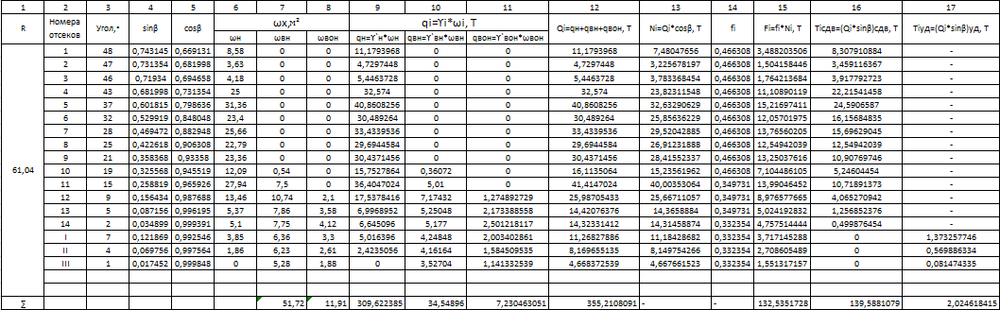 1 2 3 4 5 6 7 8 9 10 11 12 13 14 15 16 17
R Номера отсеков Угол,• sinβ cosβ ωx,м² qi=Yi*ωi, T Qi=qн+qвн+qвон, T Ni=Qi*cosβ, T fi Fi=fi*Ni, T Tiсдв=(Qi*sinβ)сдв, T Tiуд=(Qi*sinβ)уд, T
ωн ωвн ωвон qн=Y`н*ωн qвн=Y`вн*ωвн qвон=Y`вон*ωвон
61,04
1 48 0,743145 0,669131 8,58 0 0 11,1793968 0 0 11,1793968 7,48047656 0,466308 3,488203506 8,307910884 -
2 47 0,731354 0,681998 3,63 0 0 4,7297448 0 0 4,7297448 3,225678197 0,466308 1,504158446 3,459116367 -
3 46 0,71934 0,694658 4,18 0 0 5,4463728 0 0 5,4463728 3,783368454 0,466308 1,764213684 3,917792723 -
4 43 0,681998 0,731354 25 0 0 32,574 0 0 32,574 23,82311548 0,466308 11,10890119 22,21541458 -
5 37 0,601815 0,798636 31,36 0 0 40,8608256 0 0 40,8608256 32,63290629 0,466308 15,21697411 24,5906587 -
6 32 0,529919 0,848048 23,4 0 0 30,489264 0 0 30,489264 25,85636229 0,466308 12,05701975 16,15684835 -
7 28 0,469472 0,882948 25,66 0 0 33,4339536 0 0 33,4339536 29,52042885 0,466308 13,76560205 15,69629045 -
8 25 0,422618 0,906308 22,79 0 0 29,6944584 0 0 29,6944584 26,91231888 0,466308 12,54942039 12,54942039 -
9 21 0,358368 0,93358 23,36 0 0 30,4371456 0 0 30,4371456 28,41552337 0,466308 13,25037616 10,90769746 -
10 19 0,325568 0,945519 12,09 0,54 0 15,7527864 0,36072 0 16,1135064 15,23561962 0,466308 7,104486105 5,24604454 -
11 15 0,258819 0,965926 27,94 7,5 0 36,4047024 5,01 0 41,4147024 40,00353064 0,349731 13,99046452 10,71891373 -
12 9 0,156434 0,987688 13,46 10,74 2,1 17,5378416 7,17432 1,274892729 25,98705433 25,66711057 0,349731 8,976577665 4,065270942 -
13 5 0,087156 0,996195 5,37 7,86 3,58 6,9968952 5,25048 2,173388558 14,42076376 14,3658884 0,349731 5,024192832 1,256852376 -
14 2 0,034899 0,999391 5,1 7,75 4,12 6,645096 5,177 2,501218117 14,32331412 14,31458874 0,332354 4,757514444 0,499876454 -
I 7 0,121869 0,992546 3,85 6,36 3,3 5,016396 4,24848 2,003402861 11,26827886 11,18428682 0,332354 3,717145288 0 1,373257746
II 4 0,069756 0,997564 1,86 6,23 2,61 2,4235056 4,16164 1,584509535 8,169655135 8,149754266 0,332354 2,708605489 0 0,569886334
III 1 0,017452 0,999848 0 5,28 1,88 0 3,52704 1,141332539 4,668372539 4,667661523 0,332354 1,551317157 0 0,081474335
Σ 51,72 11,91 309,622385 34,54896 7,230463051 355,2108091 - - 132,5351728 139,5881079 2,024618415